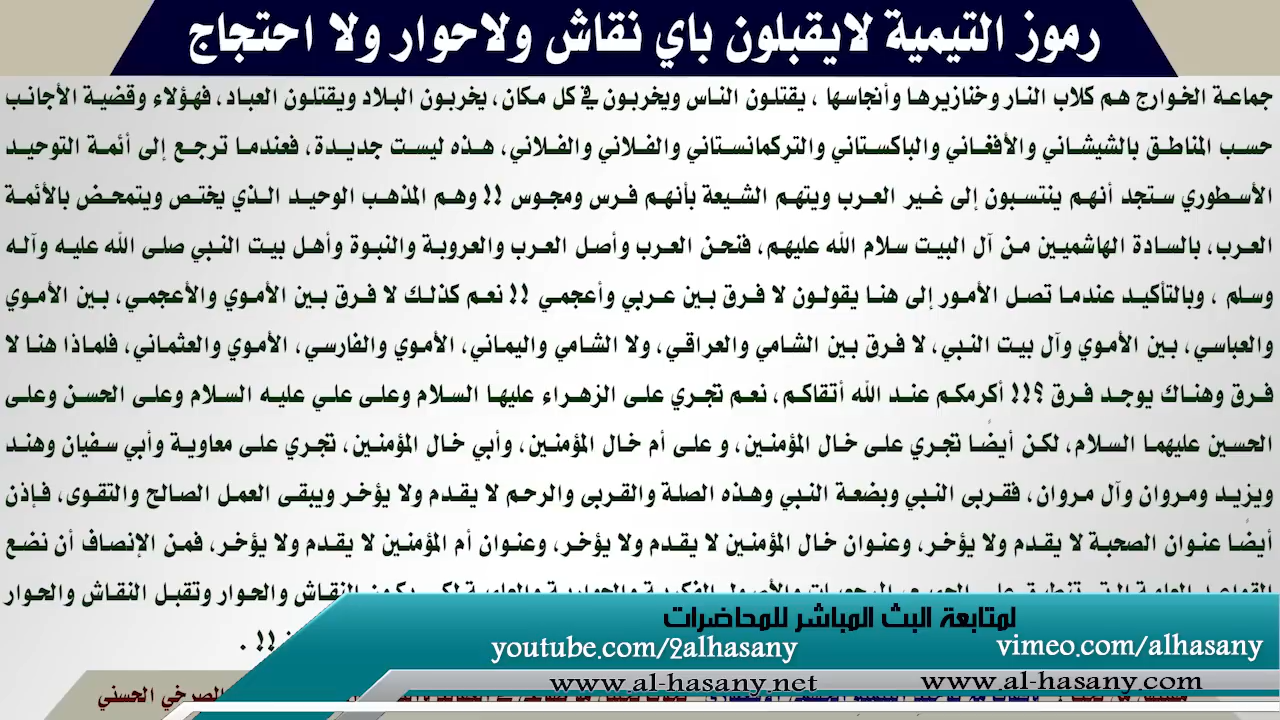 رموز التيمية لايقبلون باي نقاش ولاحوار ولا احتجاج
جماعة الخوارج هم كلاب النار وخنازيرها وأنجاسها ، يقتلون الناس ويخربون في كل مكان، يخربون البلاد ويقتلون العباد، فهؤلاء وقضية الأجانب
حسب المناطق بالشيشاني والأفغاني والباكستاني والتركمانستاني والفلاني والفلاني، هذه ليست جديدة، فعندما ترجع إلى أئمة التوحيد
الأسطوري ستجد أنهم ينتسبون إلى غير العرب ويتهم الشيعة بأنهم فرس ومجوس !! وهم المذهب الوحيد الذي يختص ويتمحض بالأئمة
العرب، بالسادة الهاشميين من آل البيت سلام الله عليهم، فنحن العرب وأصل العرب والعروبة والنبوة وأهل بيت النبي صلى الله عليه وآله
وسلم ، وبالتأكيد عندما تصل الأمور إلى هنا يقولون لا فرق بين عربي وأعجمي !! نعم كذلك لا فرق بين الأموي والأعجمي، بين الأموي
والعباسي، بين الأموي وآل بيت النبي، لا فرق بين الشامي والعراقي، ولا الشامي واليماني، الأموي والفارسي، الأموي والعثماني، فلماذا هنا لا
فرق وهناك يوجد فرق ؟!! أكرمكم عند الله أتقاكم، نعم تجري على الزهراء عليها السلام وعلى علي عليه السلام وعلى الحسن وعلى
الحسين عليهما السلام، لكن أيضًا تجري على خال المؤمنين، و على أم خال المؤمنين، وأبي خال المؤمنين، تجري على معاوية وأبي سفيان وهند
ويزيد ومروان وآل مروان، فقربى النبي وبضعة النبي وهذه الصلة والقربى والرحم لا يقدم ولا يؤخر ويبقى العمل الصالح والتقوى، فإذن
أيضًا عنوان الصحبة لا يقدم ولا يؤخر، وعنوان خال المؤمنين لا يقدم ولا يؤخر، وعنوان أم المؤمنين لا يقدم ولا يؤخر، فمن الإنصاف أن نضع
النقاش والحوار وتقبل النقاش والحوار
!! .
لمتابعة البث المباشر للمحاضرات
youtube.com/2alhasany vimeo.com/alhasany
www.al-hasany.net www.al-hasany.com
الصرخي الحسني